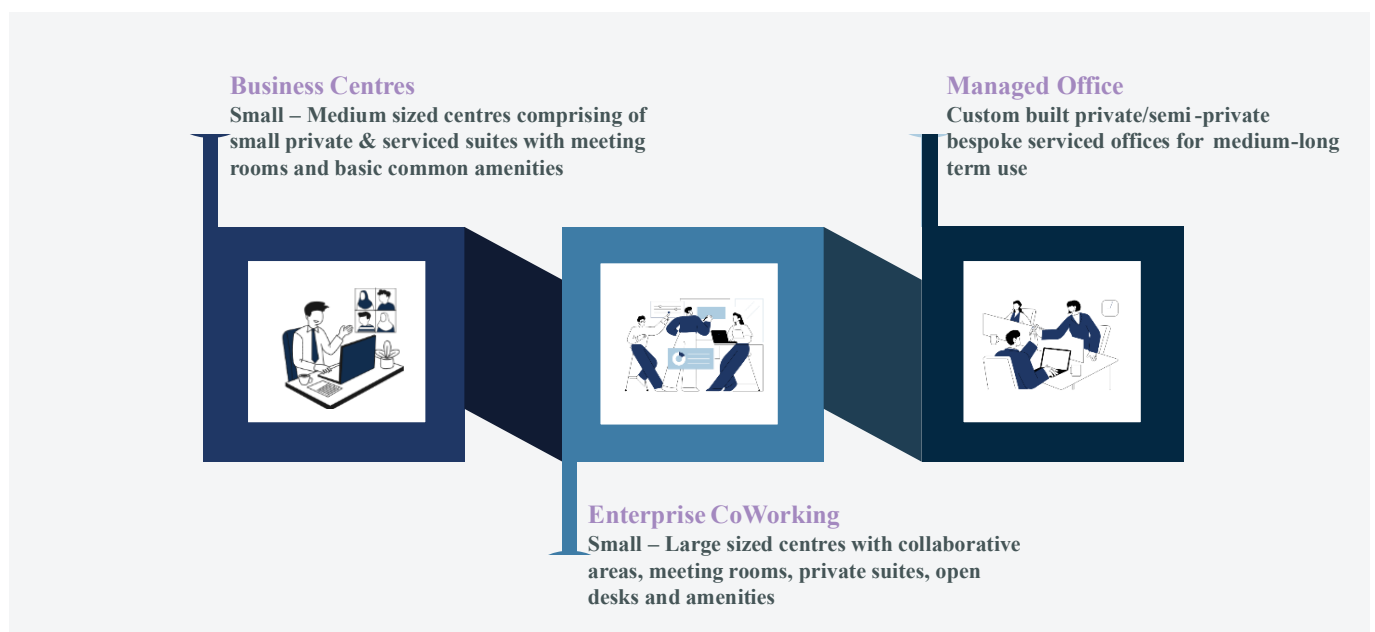 Business Centres
Small – Medium sized centres comprising of
small private & serviced suites with meeting
rooms and basic common amenities
Managed Office
Custom built private/semi-private
bespoke serviced offices for medium-long
term use
Enterprise CoWorking
Small – Large sized centres with collaborative
areas, meeting rooms, private suites, open
desks and amenities